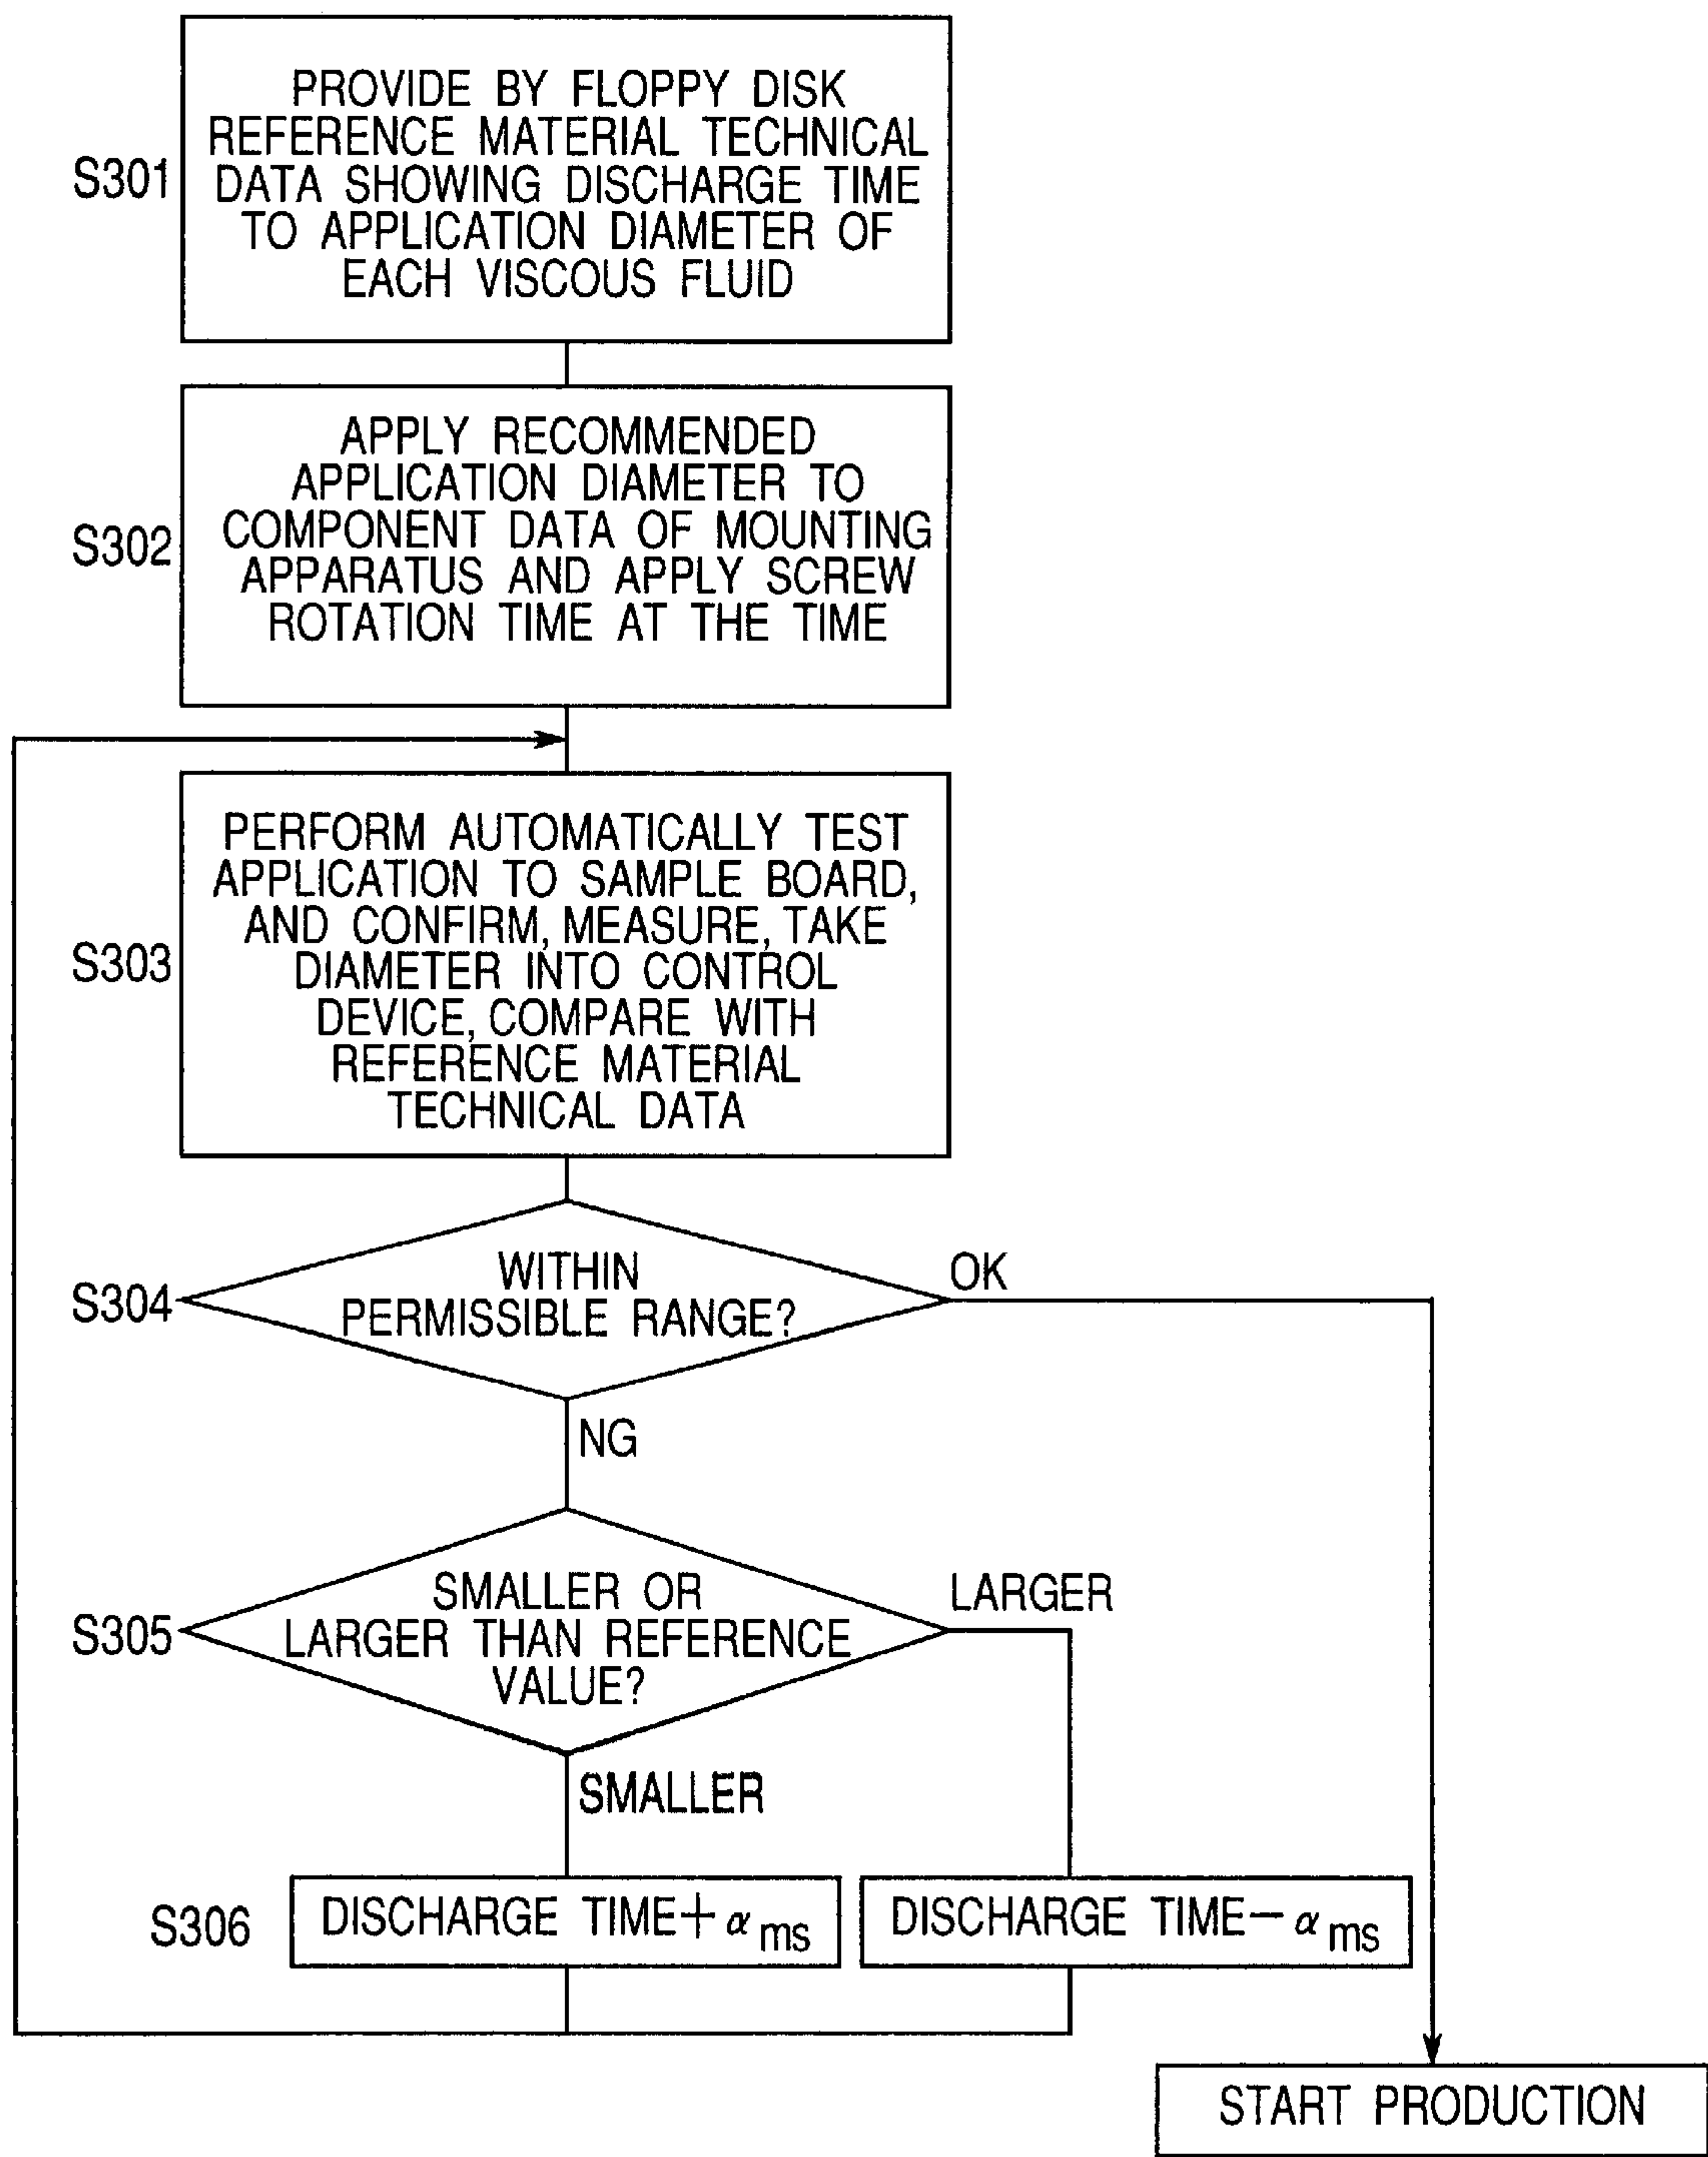 S301
PROVIDE BY FLOPPY DISK
REFERENCE MATERIAL TECHNICAL
DATA SHOWING DISCHARGE TIME
TO APPLICATION DIAMETER OF
EACH VISCOUS FLUID
S302
APPLY RECOMMENDED
APPLICATION DIAMETER TO
COMPONENT DATA OF MOUNTING
APPARATUS AND APPLY SCREW
ROTATION TIME AT THE TIME
S303
PERFORM AUTOMATICALLY TEST
APPLICATION TO SAMPLE BOARD,
AND CONFIRM, MEASURE, TAKE
DIAMETER INTO CONTROL
DEVICE, COMPARE WITH
REFERENCE MATERIAL
TECHNICAL DATA
S304
WITHIN
PERMISSIBLE RANGE?
OK
NG
S305
SMALLER OR
LARGER THAN REFERENCE
VALUE?
LARGER
SMALLER
S306
DISCHARGE TIME+α ms
DISCHARGE TIME−α ms
START PRODUCTION